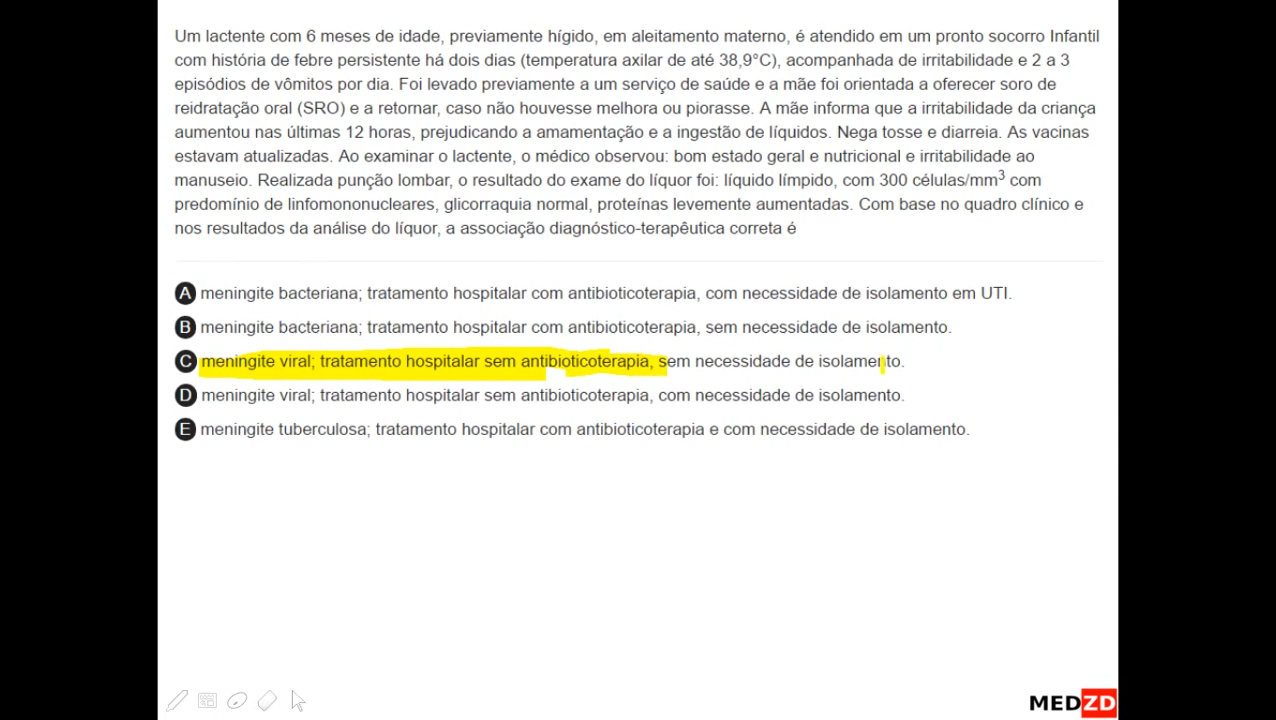 Um lactente com 6 meses de idade, previamente hígido, em aleitamento materno, é atendido em um pronto socorro Infantil
com história de febre persistente há dois dias (temperatura axilar de até 38,9°C), acompanhada de irritabilidade e 2 a 3
episódios de vômitos por dia. Foi levado previamente a um serviço de saúde e a mãe foi orientada a oferecer soro de
reidratação oral (SRO) e a retornar, caso não houvesse melhora ou piorasse. A mãe informa que a irritabilidade da criança
aumentou nas últimas 12 horas, prejudicando a amamentação e a ingestão de líquidos. Nega tosse e diarreia. As vacinas
estavam atualizadas. Ao examinar o lactente, o médico observou: bom estado geral e nutricional e irritabilidade ao
manuseio. Realizada punção lombar, o resultado do exame do líquor foi: líquido límpido, com 300 células/mm³ com
predomínio de linfomononucleares, glicorraquia normal, proteínas levemente aumentadas. Com base no quadro clínico e
nos resultados da análise do líquor, a associação diagnóstico-terapêutica correta é
A meningite bacteriana; tratamento hospitalar com antibioticoterapia, com necessidade de isolamento em UTI.
B meningite bacteriana; tratamento hospitalar com antibioticoterapia, sem necessidade de isolamento.
C meningite viral; tratamento hospitalar sem antibioticoterapia, sem necessidade de isolamento.
D meningite viral; tratamento hospitalar sem antibioticoterapia, com necessidade de isolamento.
E meningite tuberculosa; tratamento hospitalar com antibioticoterapia e com necessidade de isolamento.
MEDZD